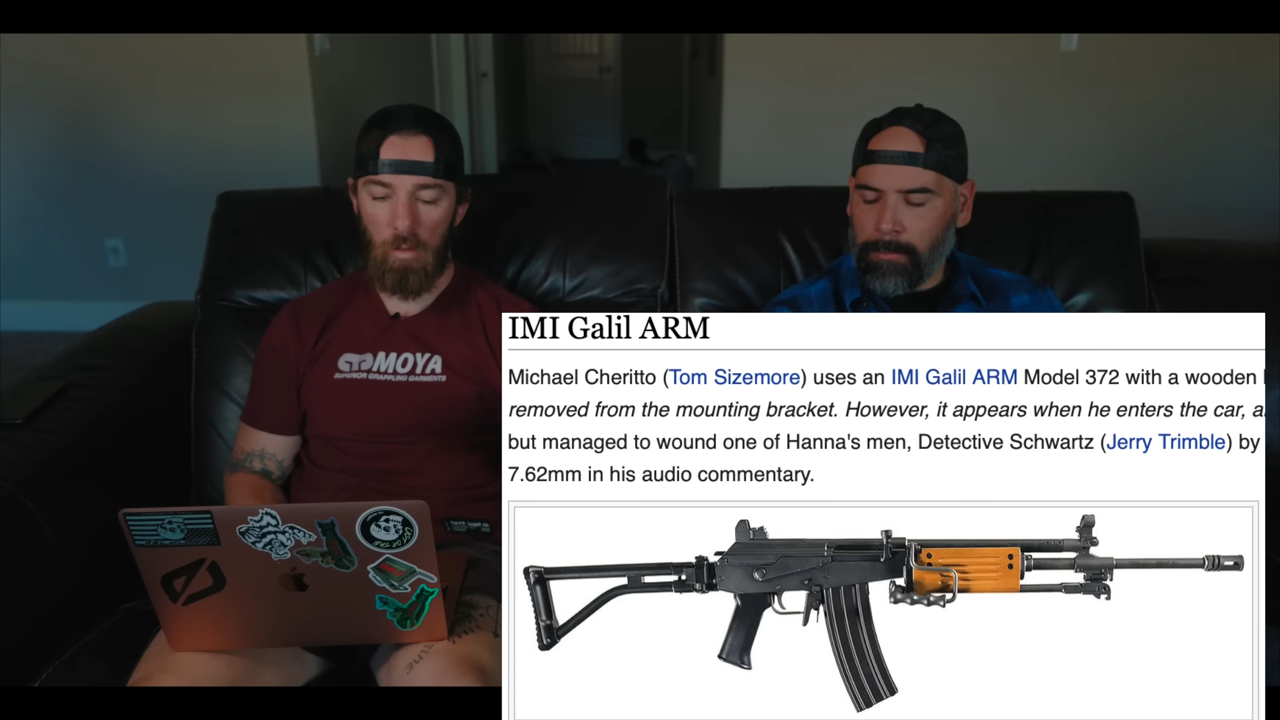 MOYA
SUPERIOR GRAPPLING GARMENTS
IMI Galil ARM
Michael Cheritto (Tom Sizemore) uses an IMI Galil ARM Model 372 with a wooden
removed from the mounting bracket. However, it appears when he enters the car, a
but managed to wound one of Hanna's men, Detective Schwartz (Jerry Trimble) by
7.62mm in his audio commentary.